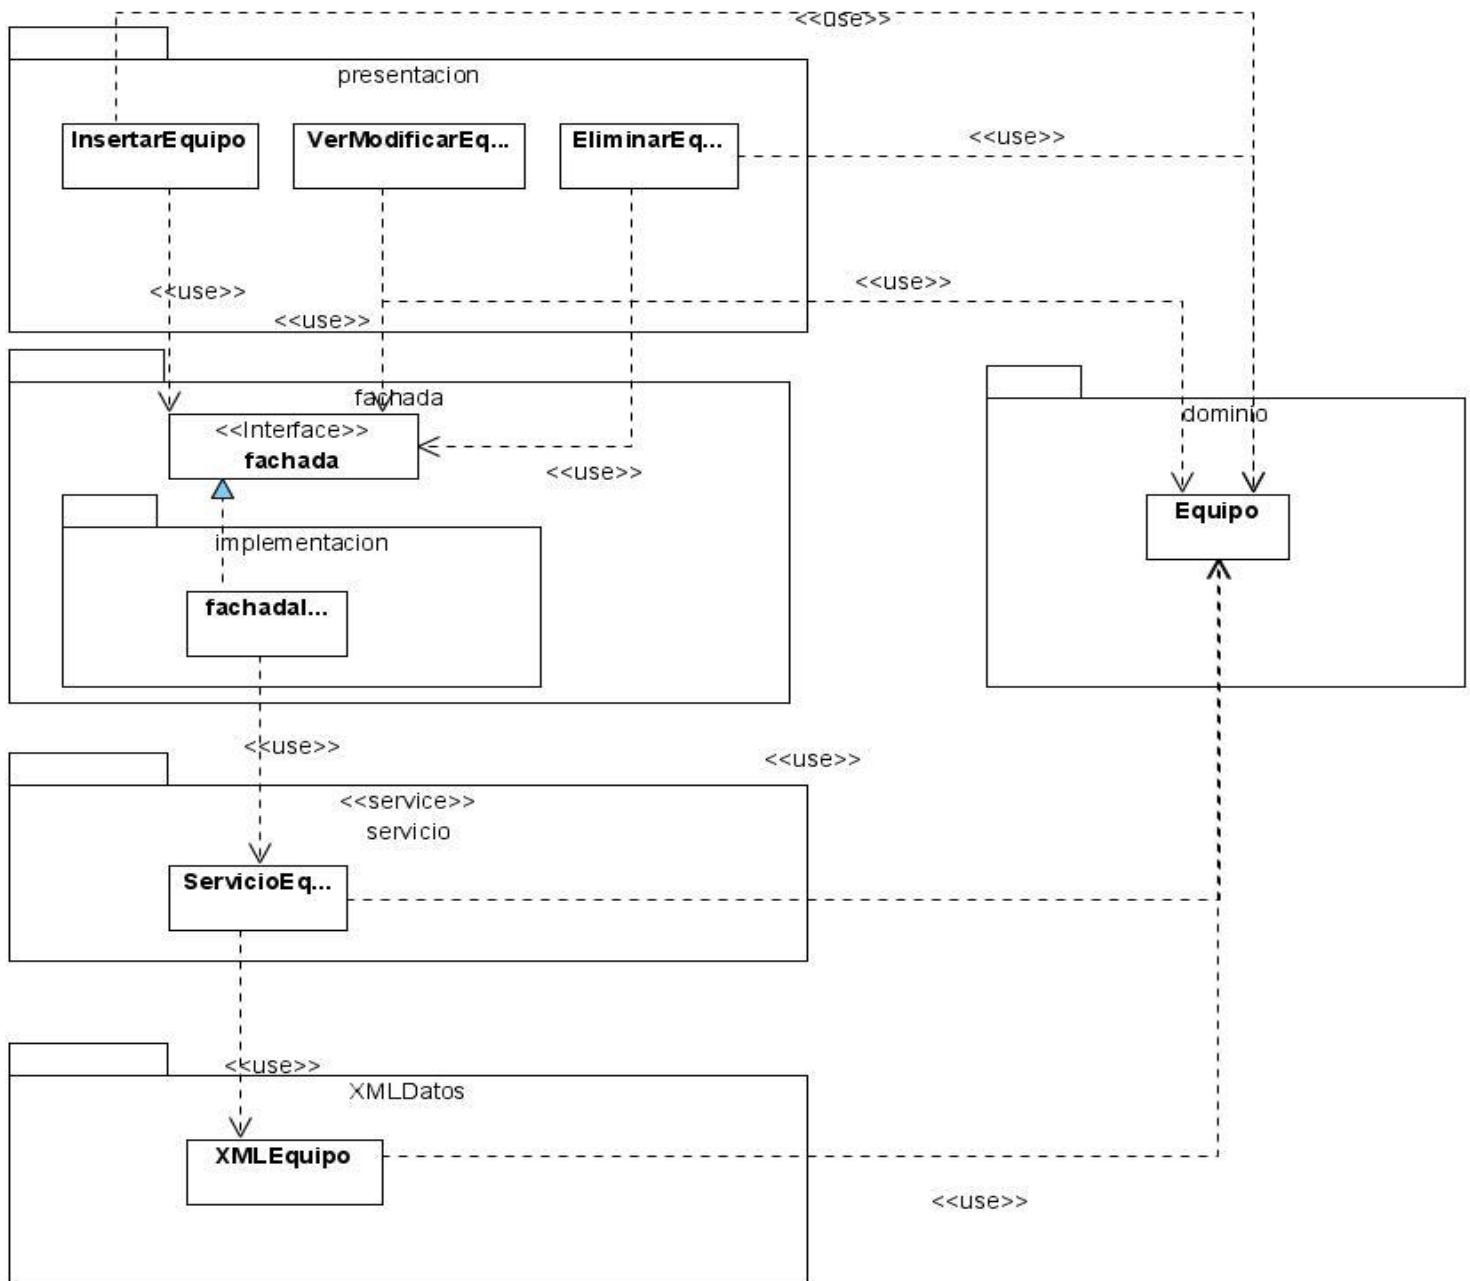 <<use>>
presentacion
InsertarEquipo
VerModificarEq...
EliminarEq...
<<use>>
<<use>>
<<use>>
<<use>>
fachada
<<Interface>>
fachada
<<use>>
dominio
Equipo
implementacion
fachadaI...
<<use>>
<<use>>
<<service>>
servicio
ServicioEq...
<<use>>
XMLDatos
XMLEquipo
<<use>>